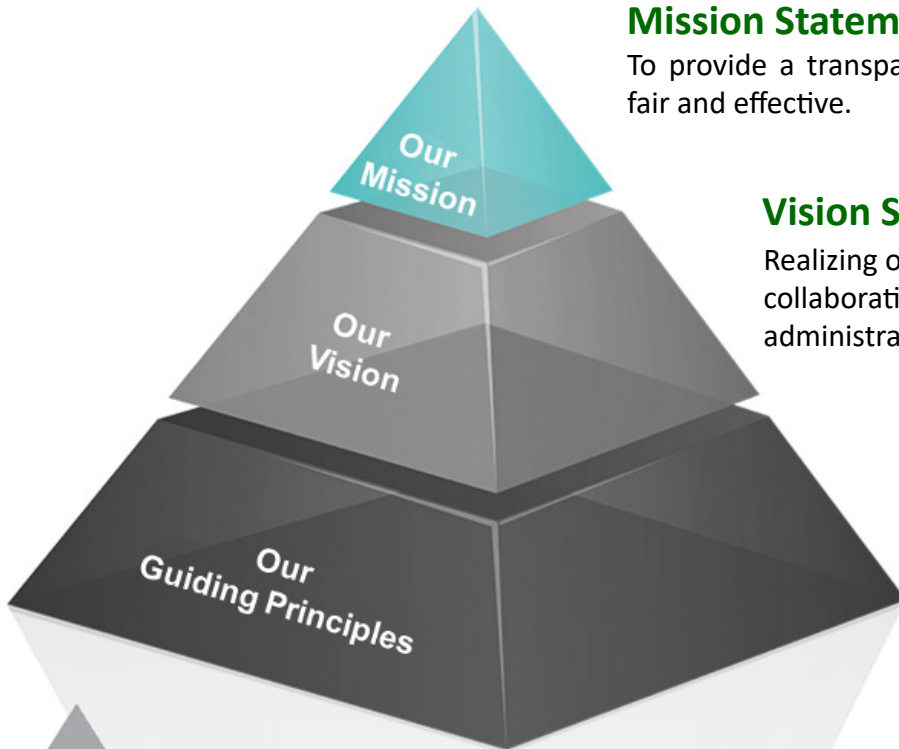 Mission Statem
To provide a transpa
fair and effective.
Our
Mission
Vision S
Realizing o
collaborati
administra
Our
Vision
Our
Guiding Principles